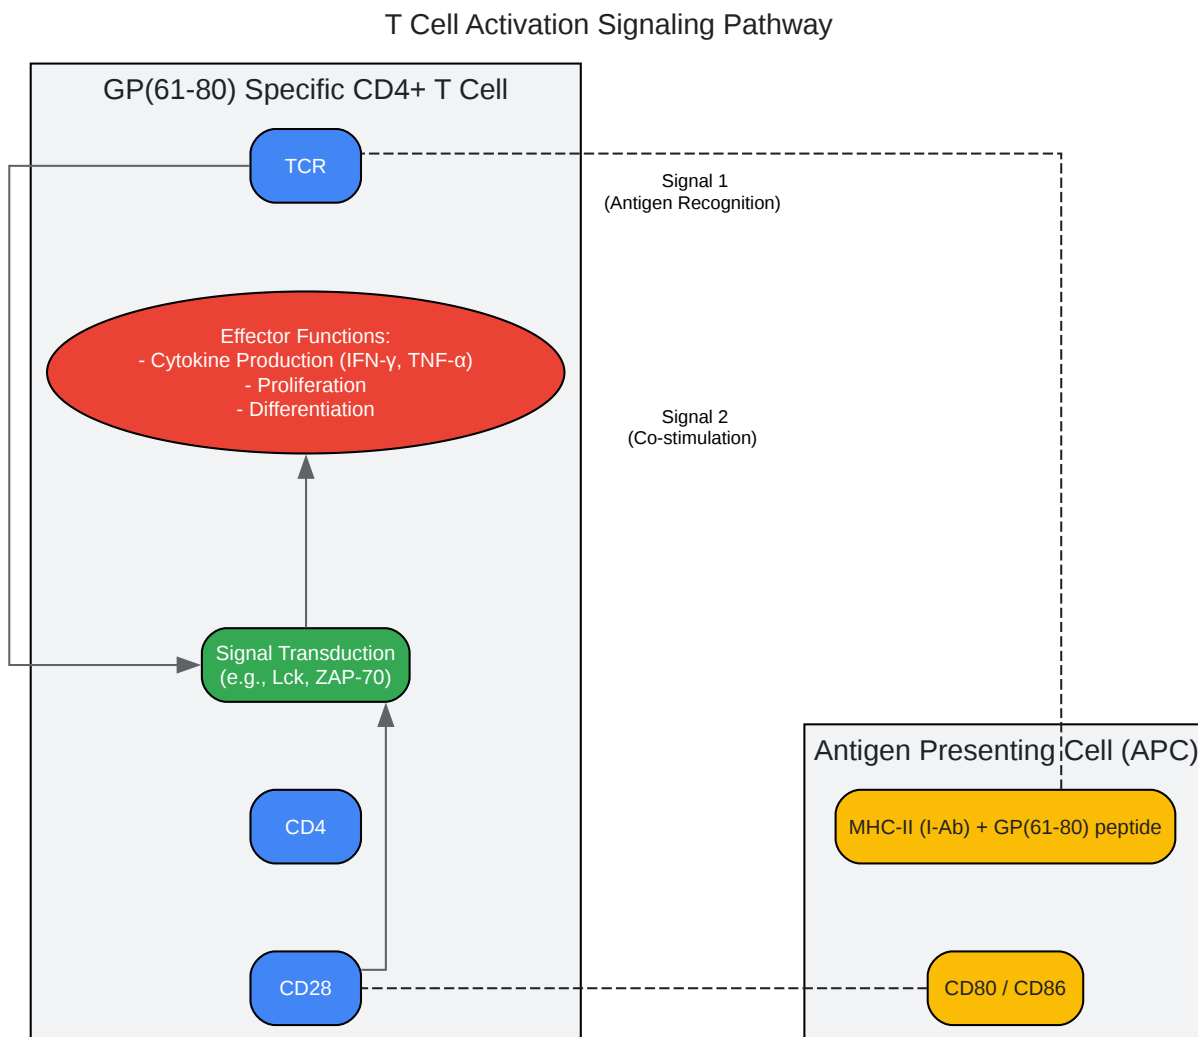 T Cell Activation Signaling Pathway
GP(61-80) Specific CD4+ T Cell
TCR
Signal 1
(Antigen Recognition)
Effector Functions:
- Cytokine Production (IFN-γ, TNF-α)
- Proliferation
- Differentiation
Signal 2
(Co-stimulation)
Signal Transduction
(e.g., Lck, ZAP-70)
Antigen Presenting Cell (APC)
CD4
MHC-II (I-Ab) + GP(61-80) peptide
CD28
CD80 / CD86